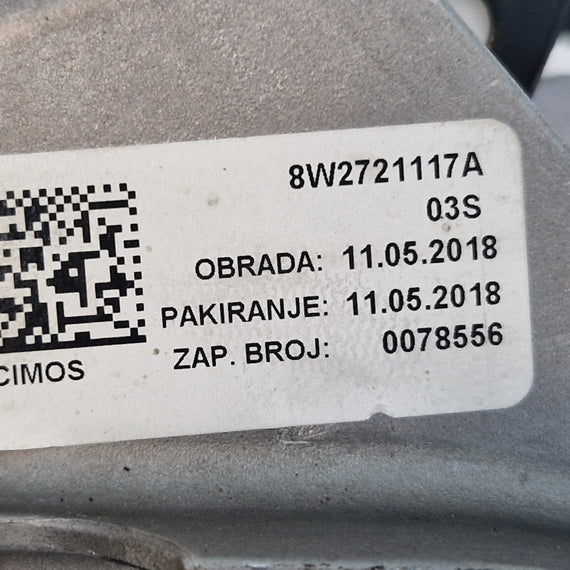 8W2721117A
03S
OBRADA: 11.05.2018
PAKIRANJE: 11.05.2018
ZAP. BROJ: 0078556
CIMOS